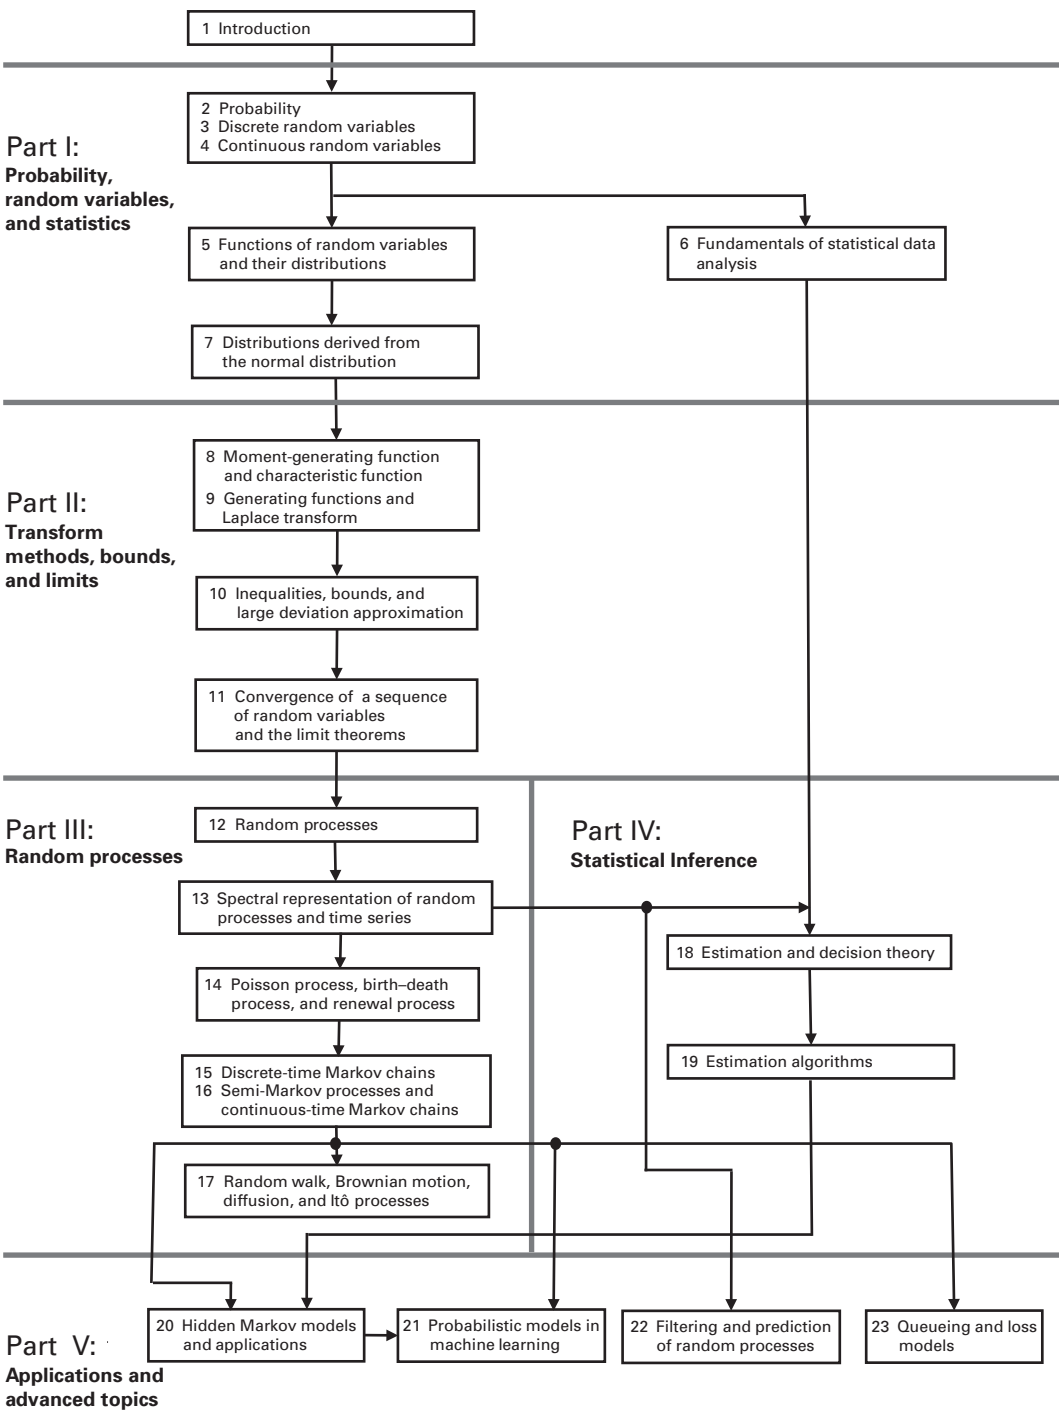 1 Introduction
Part I:
Probability,
random variables,
and statistics
2 Probability
3 Discrete random variables
4 Continuous random variables
5 Functions of random variables
and their distributions
6 Fundamentals of statistical data
analysis
7 Distributions derived from
the normal distribution
Part II:
Transform
methods, bounds,
and limits
8 Moment-generating function
and characteristic function
9 Generating functions and
Laplace transform
10 Inequalities, bounds, and
large deviation approximation
11 Convergence of a sequence
of random variables
and the limit theorems
Part III:
Random processes
12 Random processes
13 Spectral representation of random
processes and time series
14 Poisson process, birth–death
process, and renewal process
15 Discrete-time Markov chains
16 Semi-Markov processes and
continuous-time Markov chains
17 Random walk, Brownian motion,
diffusion, and Itô processes
Part IV:
Statistical Inference
18 Estimation and decision theory
19 Estimation algorithms
Part V:
Applications and
advanced topics
20 Hidden Markov models
and applications
21 Probabilistic models in
machine learning
22 Filtering and prediction
of random processes
23 Queueing and loss
models